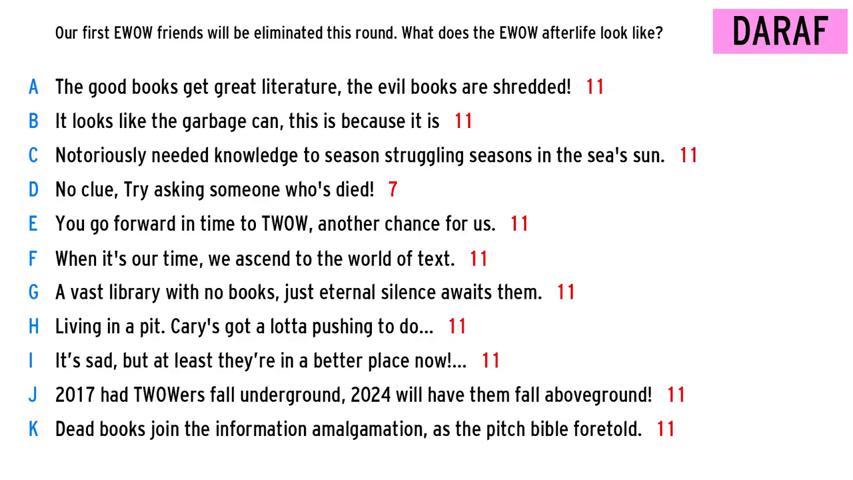 Our first EWOW friends will be eliminated this round. What does the EWOW afterlife look like?
DARAF
A The good books get great literature, the evil books are shredded! 11
B It looks like the garbage can, this is because it is 11
C Notoriously needed knowledge to season struggling seasons in the sea's sun. 11
D No clue, Try asking someone who's died! 7
E You go forward in time to TWOW, another chance for us. 11
F When it's our time, we ascend to the world of text. 11
G A vast library with no books, just eternal silence awaits them. 11
H Living in a pit. Cary's got a lotta pushing to do... 11
I It’s sad, but at least they’re in a better place now!... 11
J 2017 had TWOWers fall underground, 2024 will have them fall aboveground! 11
K Dead books join the information amalgamation, as the pitch bible foretold. 11